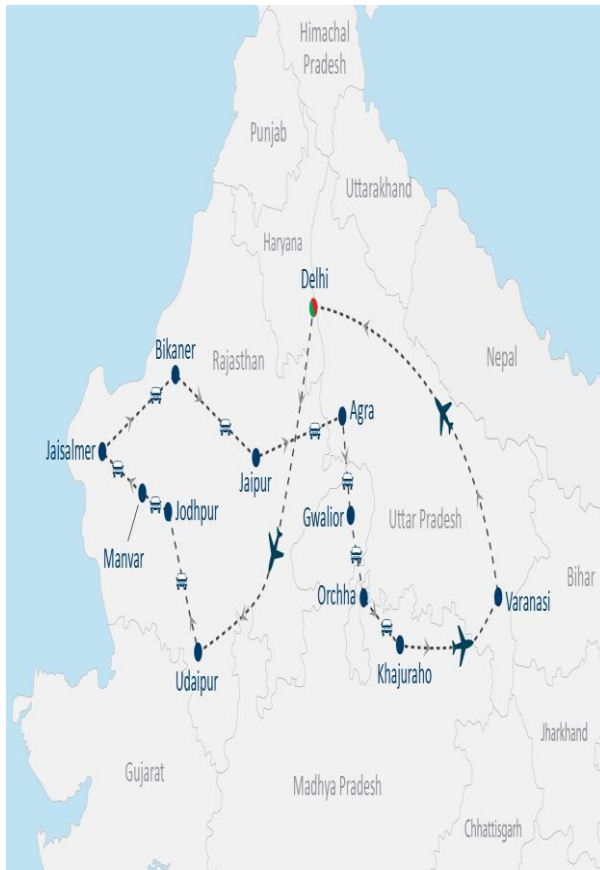 Himachal
Pradesh
Punjab
Uttarakhand
Haryana
Delhi
Nepal
Bikaner
Rajasthan
Agra
Jaisalmer
Jaipur
Jodhpur
Gwalior
Uttar Pradesh
Manvar
Bihar
Orchha
Varanasi
Udaipur
Khajuraho
Jharkhand
Gujarat
Madhya Pradesh
Chhattisgarh